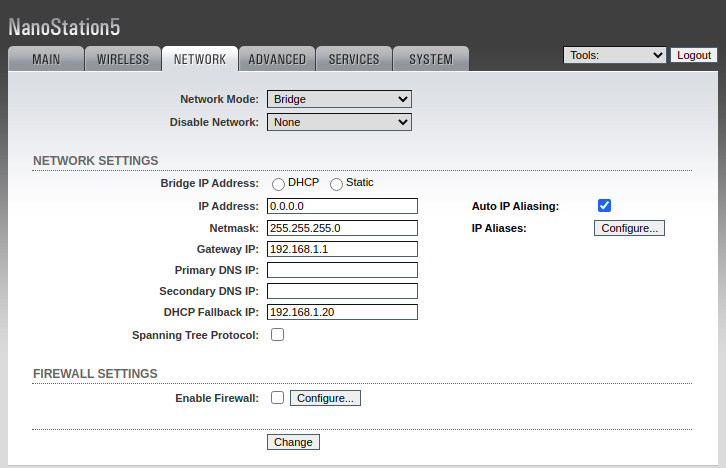 NanoStation5
MAIN WIRELESS NETWORK ADVANCED SERVICES SYSTEM Tools: Logout
Network Mode: Bridge
Disable Network: None
NETWORK SETTINGS
Bridge IP Address: DHCP Static
IP Address: 0.0.0.0 Auto IP Aliasing:
Netmask: 255.255.255.0 IP Aliases: Configure...
Gateway IP: 192.168.1.1
Primary DNS IP:
Secondary DNS IP:
DHCP Fallback IP: 192.168.1.20
Spanning Tree Protocol:
FIREWALL SETTINGS
Enable Firewall: Configure...
Change